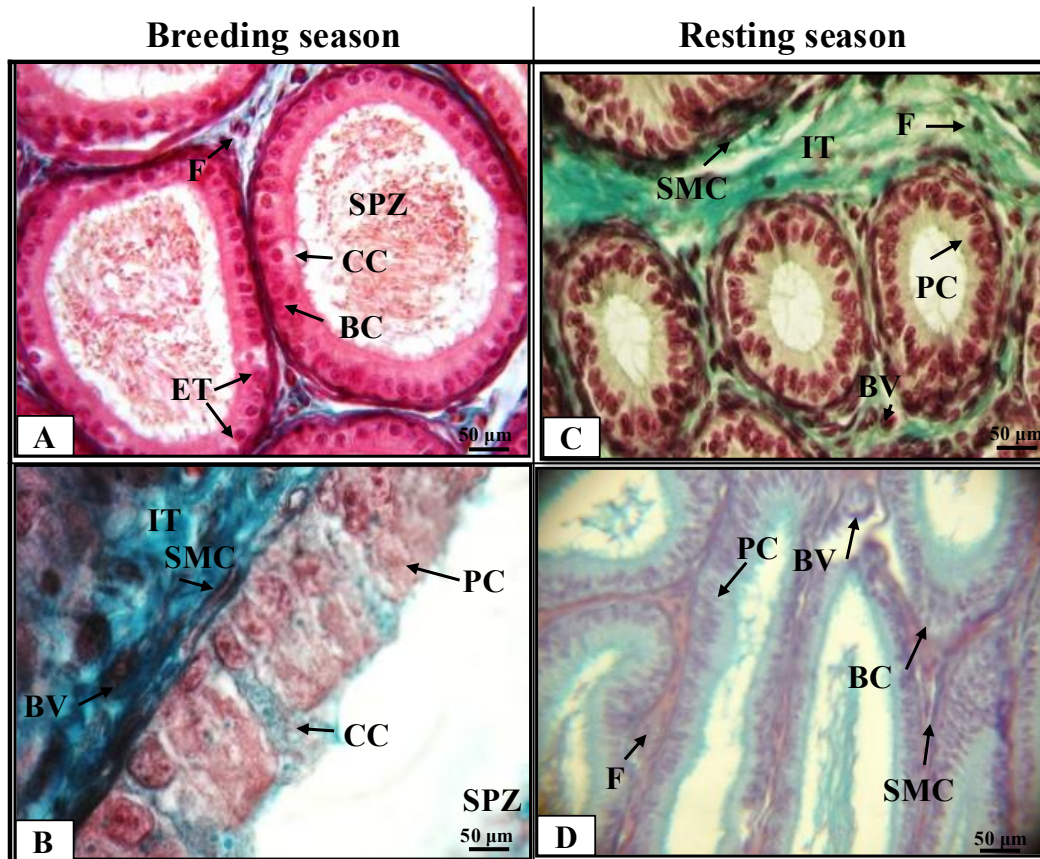 Breeding season
Resting season
F
SPZ
CC
BC
ET
A
50 µm
F
IT
SMC
PC
BV
C
50 µm
IT
SMC
PC
BV
CC
SPZ
B
50 µm
PC
BV
BC
F
SMC
D
50 µm